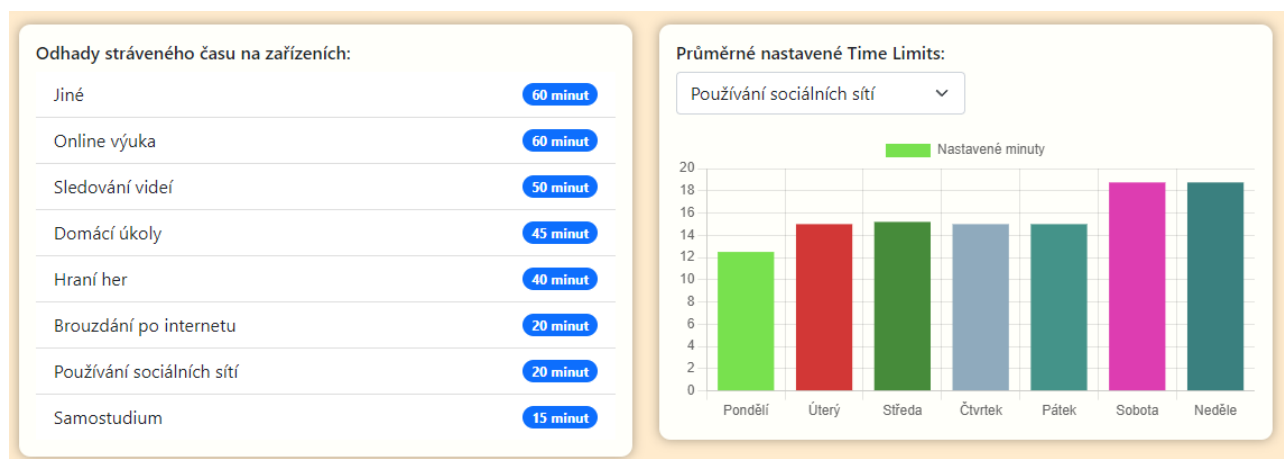 Odhady stráveného času na zařízeních:
Jiné 60 minut
Online výuka 60 minut
Sledování videí 50 minut
Domácí úkoly 45 minut
Hraní her 40 minut
Brouzdání po internetu 20 minut
Používání sociálních sítí 20 minut
Samostudium 15 minut
Průměrné nastavené Time Limits:
Používání sociálních sítí
Nastavené minuty
20
18
16
14
12
10
8
6
4
2
0
Pondělí Úterý Středa Čtvrtek Pátek Sobota Neděle